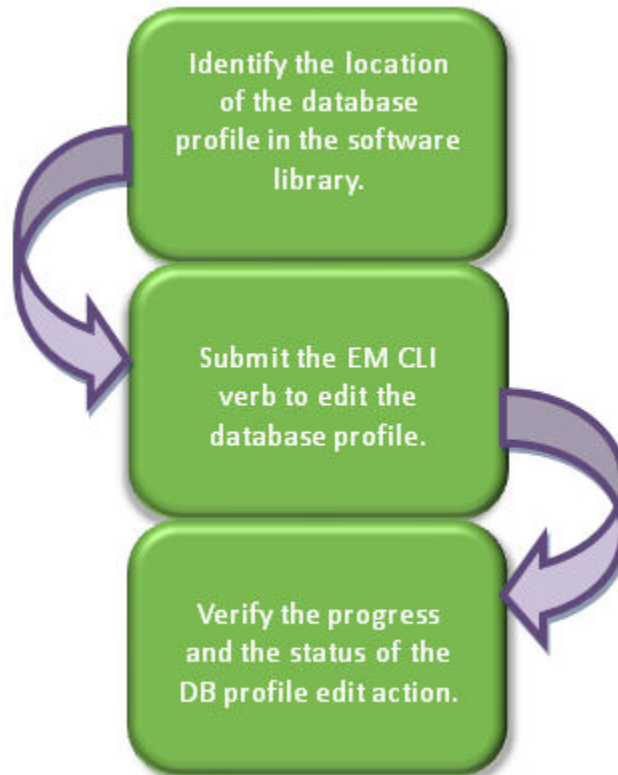 Identify the location
of the database
profile in the software
library.
Submit the EM CLI
verb to edit the
database profile.
Verify the progress
and the status of the
DB profile edit action.